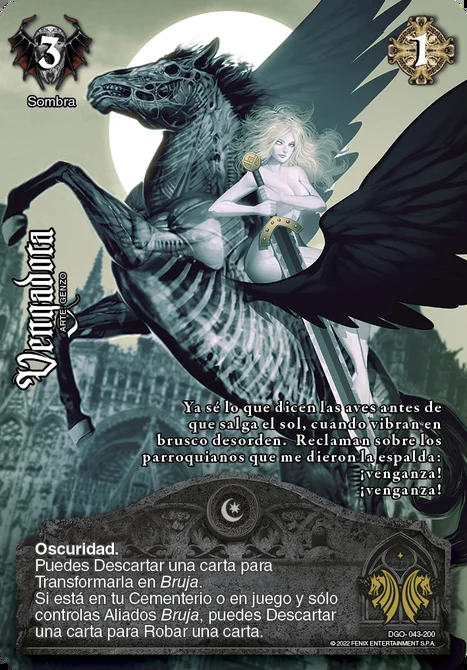 3
1
Sombra
Vengadora
ARTE: GENZO
Ya sé lo que dicen las aves antes de
que salga el sol, cuando vibran en
brusco desorden. Reclaman sobre los
parroquianos que me dieron la espalda:
¡venganza!
¡venganza!
Oscuridad.
Puedes Descartar una carta para
Transformarla en Bruja.
Si está en tu Cementerio o en juego y sólo
controlas Aliados Bruja, puedes Descartar
una carta para Robar una carta.
DGO- 043-200
© 2022 FENIX ENTERTAINMENT S.P.A.